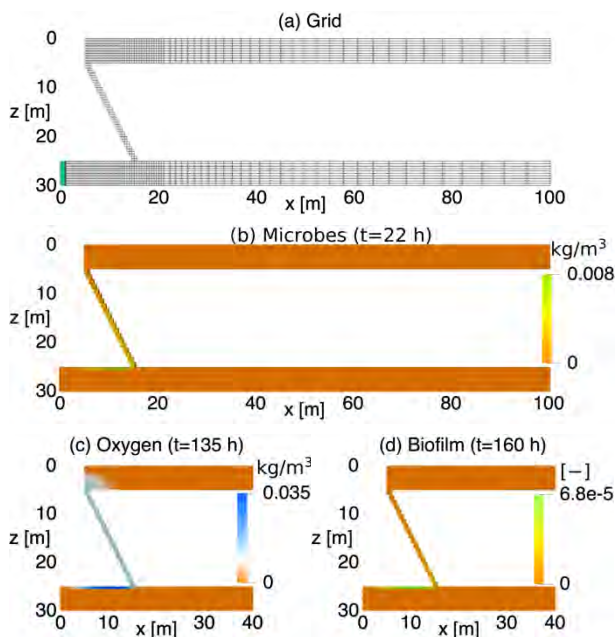 (a) Grid
0
10
z [m]
20
30
0 20 40 60 80 100
x [m]
(b) Microbes (t=22 h)
kg/m³
0
0.008
10
z [m]
20
0
30
0 20 40 60 80 100
x [m]
(c) Oxygen (t=135 h)
kg/m³
0
0.035
10
z [m]
20
0
30
0 10 20 30 40
x [m]
(d) Biofilm (t=160 h)
[−]
0
6.8e-5
10
z [m]
20
0
30
0 10 20 30 40
x [m]